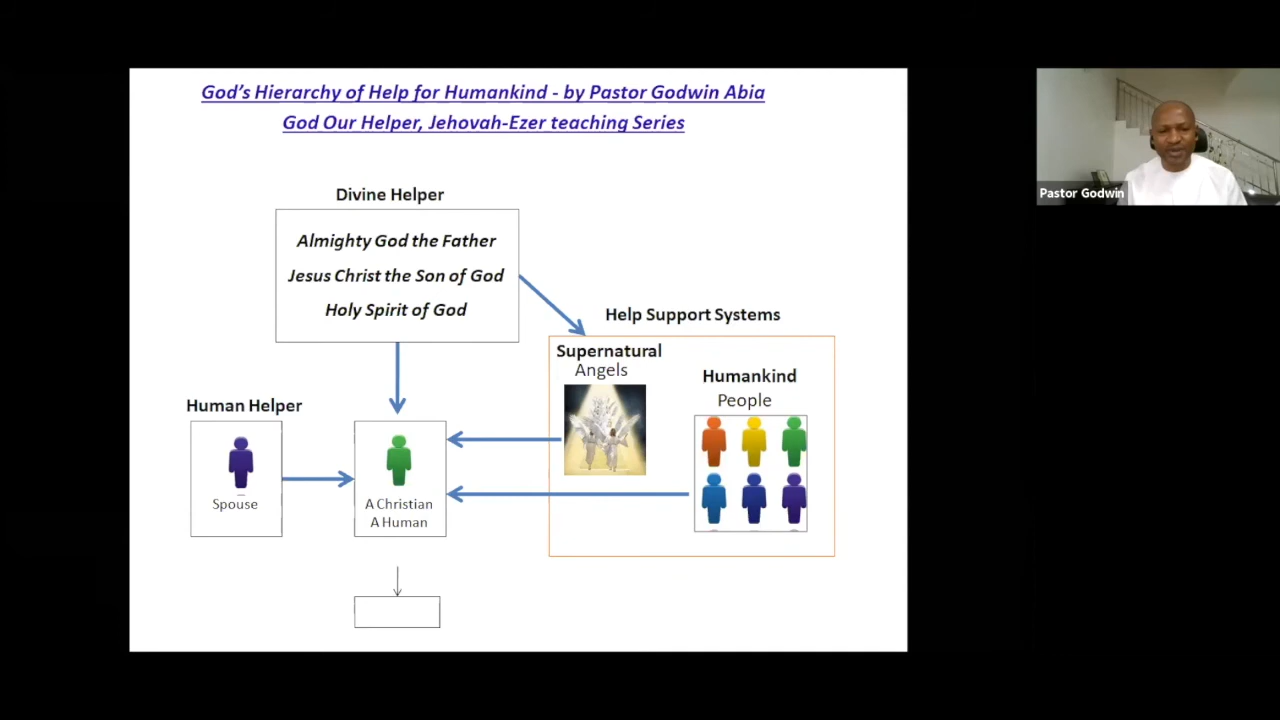 God's Hierarchy of Help for Humankind - by Pastor Godwin Abia
God Our Helper, Jehovah-Ezer teaching Series
Divine Helper
Almighty God the Father
Jesus Christ the Son of God
Holy Spirit of God
Help Support Systems
Supernatural
Angels
Humankind
People
Human Helper
Spouse
A Christian
A Human
Pastor Godwin